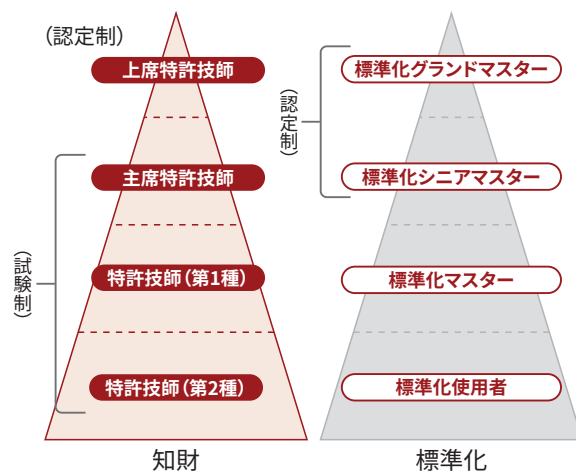 （認定制）
上席特許技師
主席特許技師
（試験制）
特許技師（第1種）
特許技師（第2種）
知財
標準化グランドマスター
（認定制）
標準化シニアマスター
標準化マスター
標準化使用者
標準化